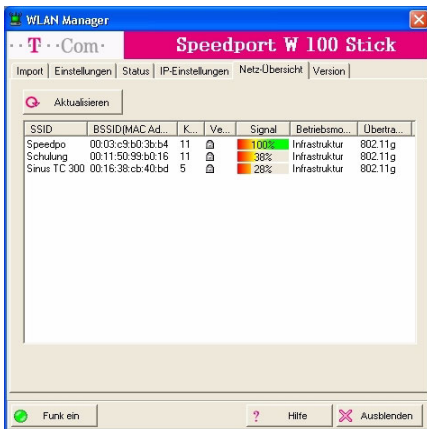 WLAN Manager
··T··Com· Speedport W 100 Stick
Import Einstellungen Status IP-Einstellungen Netz-Übersicht Version
Aktualisieren
SSID BSSID(MAC Ad... K... Ve... Signal Betriebsmo... Übertra...
Speedpo 00:03:c9:b0:3b:b4 11 100% Infrastruktur 802.11g
Schulung 00:11:50:99:b0:16 11 38% Infrastruktur 802.11g
Sinus TC 300 00:16:38:cb:40:bd 5 28% Infrastruktur 802.11g
Funk ein ? Hilfe Ausblenden